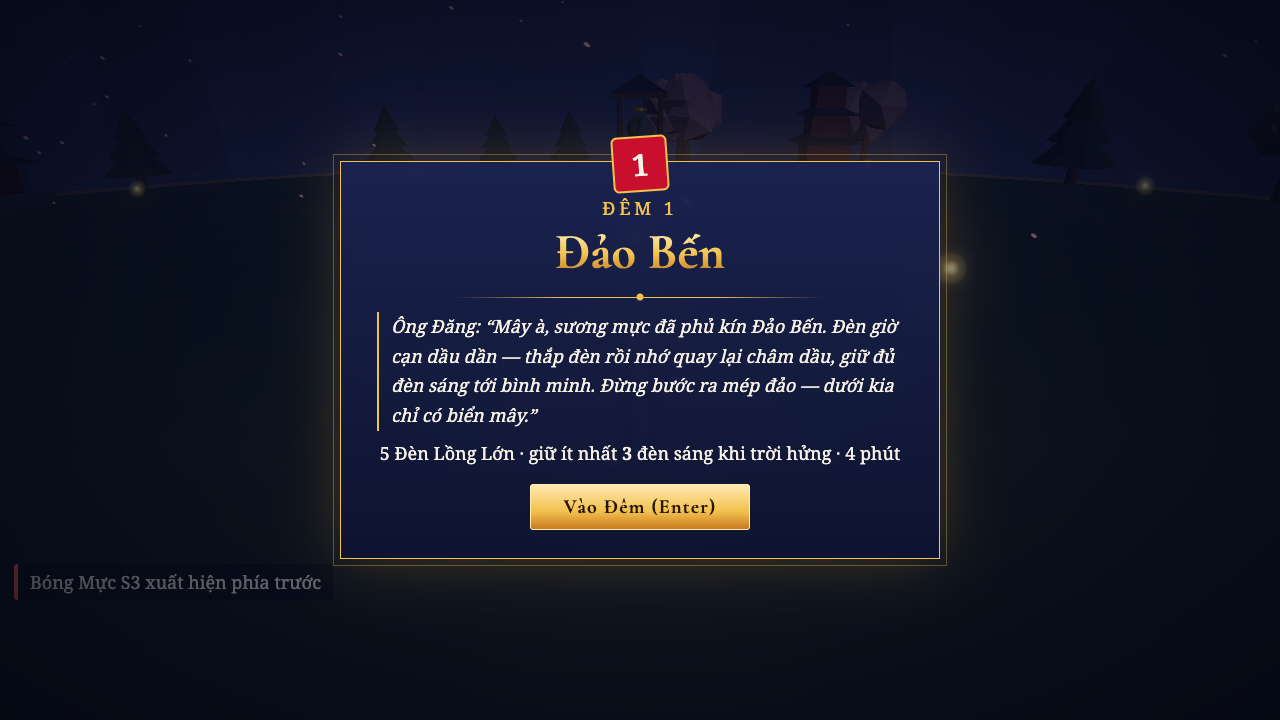 1
ĐÊM 1
Đảo Bến
Ông Đăng: “Mây à, sương mực đã phủ kín Đảo Bến. Đèn giờ
cạn dầu dần — thắp đèn rồi nhớ quay lại châm dầu, giữ đủ
đèn sáng tới bình minh. Đừng bước ra mép đảo — dưới kia
chỉ có biển mây.”
5 Đèn Lồng Lớn · giữ ít nhất 3 đèn sáng khi trời hửng · 4 phút
Vào Đêm (Enter)
Bóng Mực S3 xuất hiện phía trước